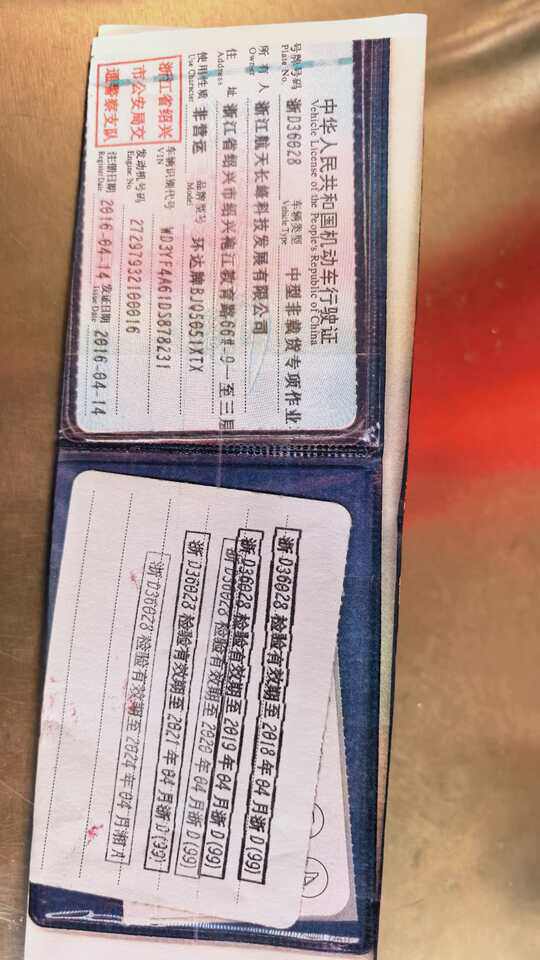 中华人民共和国机动车行驶证
Vehicle License of the People's Republic of China
号牌号码 浙D36028 车辆类型 中型非载货专项作业
Plate No. Vehicle Type
所有人 浙江航天长峰科技发展有限公司
Owner
住址 浙江省绍兴市绍兴袍江教育路66#-9一至三层
Address
使用性质 非营运 品牌型号 环达牌BJQ5051XTX
Use Character Model
浙江省绍兴
市公安局交
通警察支队
车辆识别代号 WD3YF4A61DS878231
VIN
发动机号码 27297932100016
Engine No.
注册日期 2016-04-14 发证日期 2016-04-14
Register Date Issue Date
浙D36028 检验有效期至2018年04月浙D(99)
浙D36028 检验有效期至2019年04月浙D(99)
浙D36028 检验有效期至2020年04月浙D(99)
浙D36028 检验有效期至2021年04月浙D(99)
浙D36028 检验有效期至2024年04月湘A